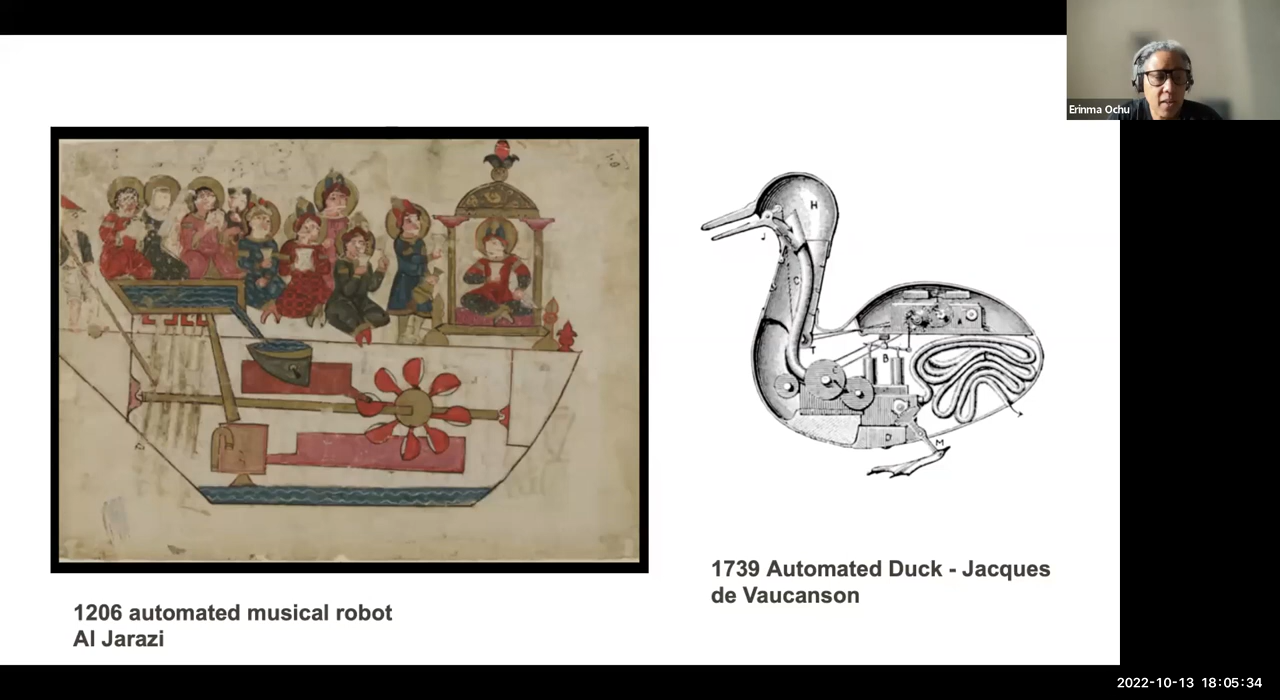 Erinma Ochu
H
J
C
A
B
D
M
1206 automated musical robot
Al Jarazi
1739 Automated Duck - Jacques
de Vaucanson
2022-10-13 18:05:34